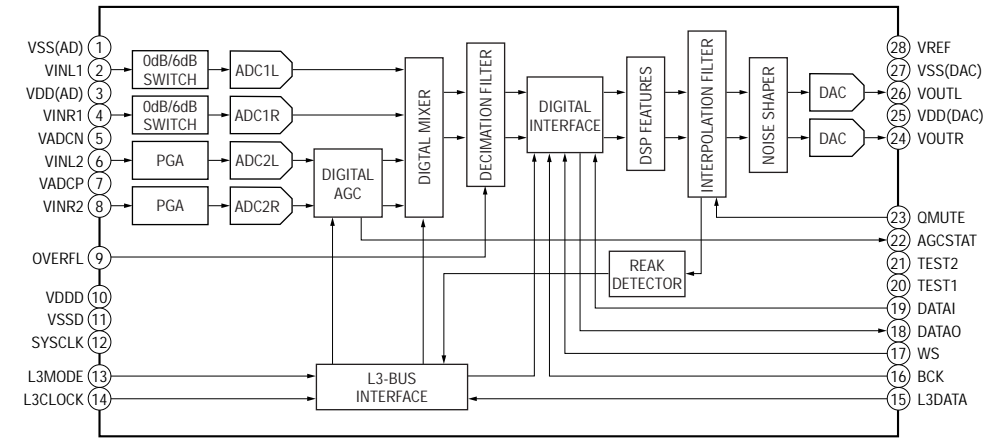 VSS(AD) 1
VINL1 2
VDD(AD) 3
VINR1 4
VADCN 5
VINL2 6
VADCP 7
VINR2 8
OVERFL 9
VDDD 10
VSSD 11
SYSCLK 12
L3MODE 13
L3CLOCK 14
0dB/6dB
SWITCH
0dB/6dB
SWITCH
PGA
PGA
ADC1L
ADC1R
ADC2L
ADC2R
DIGITAL
AGC
DIGTAL MIXER
DECIMATION FILTER
DIGITAL
INTERFACE
DSP FEATURES
INTERPOLATION FILTER
NOISE SHAPER
DAC
DAC
REAK
DETECTOR
L3-BUS
INTERFACE
28 VREF
27 VSS(DAC)
26 VOUTL
25 VDD(DAC)
24 VOUTR
23 QMUTE
22 AGCSTAT
21 TEST2
20 TEST1
19 DATAI
18 DATAO
17 WS
16 BCK
15 L3DATA